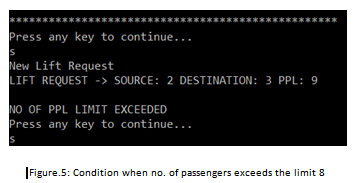 **************************************************
Press any key to continue...
s
New Lift Request
LIFT REQUEST -> SOURCE: 2 DESTINATION: 3 PPL: 9
NO OF PPL LIMIT EXCEEDED
Press any key to continue...
s
Figure.5: Condition when no. of passengers exceeds the limit 8